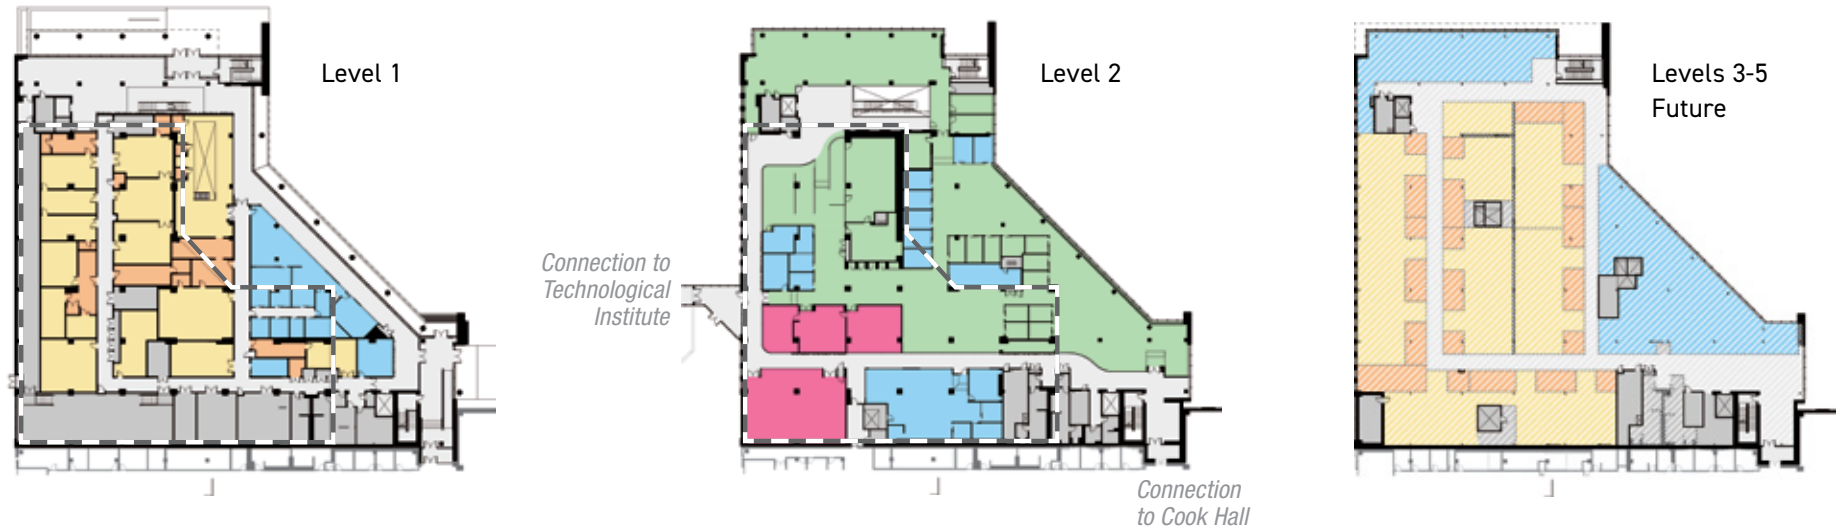 Level 1
Level 2
Levels 3-5
Future
Connection to
Technological
Institute
Connection
to Cook Hall